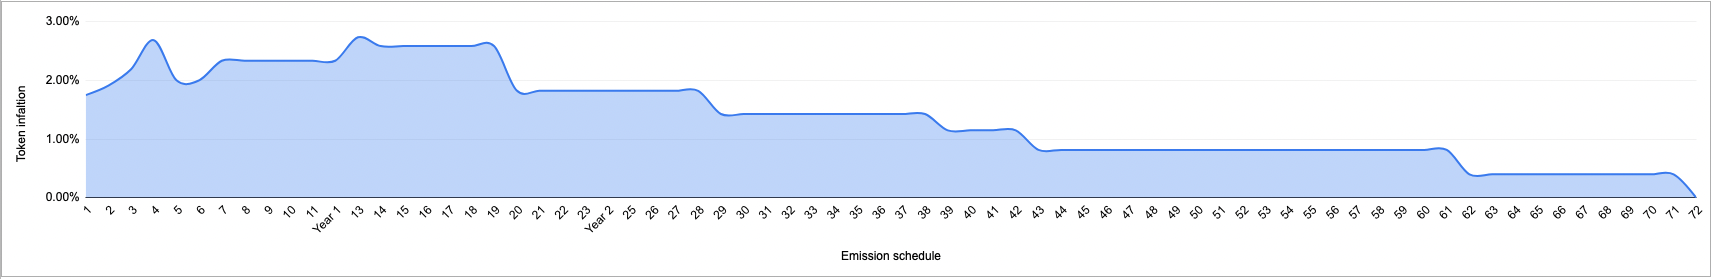 3.00%
2.00%
1.00%
0.00%
Token infaltion
1 2 3 4 5 6 7 8 9 10 11 Year 1 13 14 15 16 17 18 19 20 21 22 23 Year 2 25 26 27 28 29 30 31 32 33 34 35 36 37 38 39 40 41 42 43 44 45 46 47 48 49 50 51 52 53 54 55 56 57 58 59 60 61 62 63 64 65 66 67 68 69 70 71 72
Emission schedule